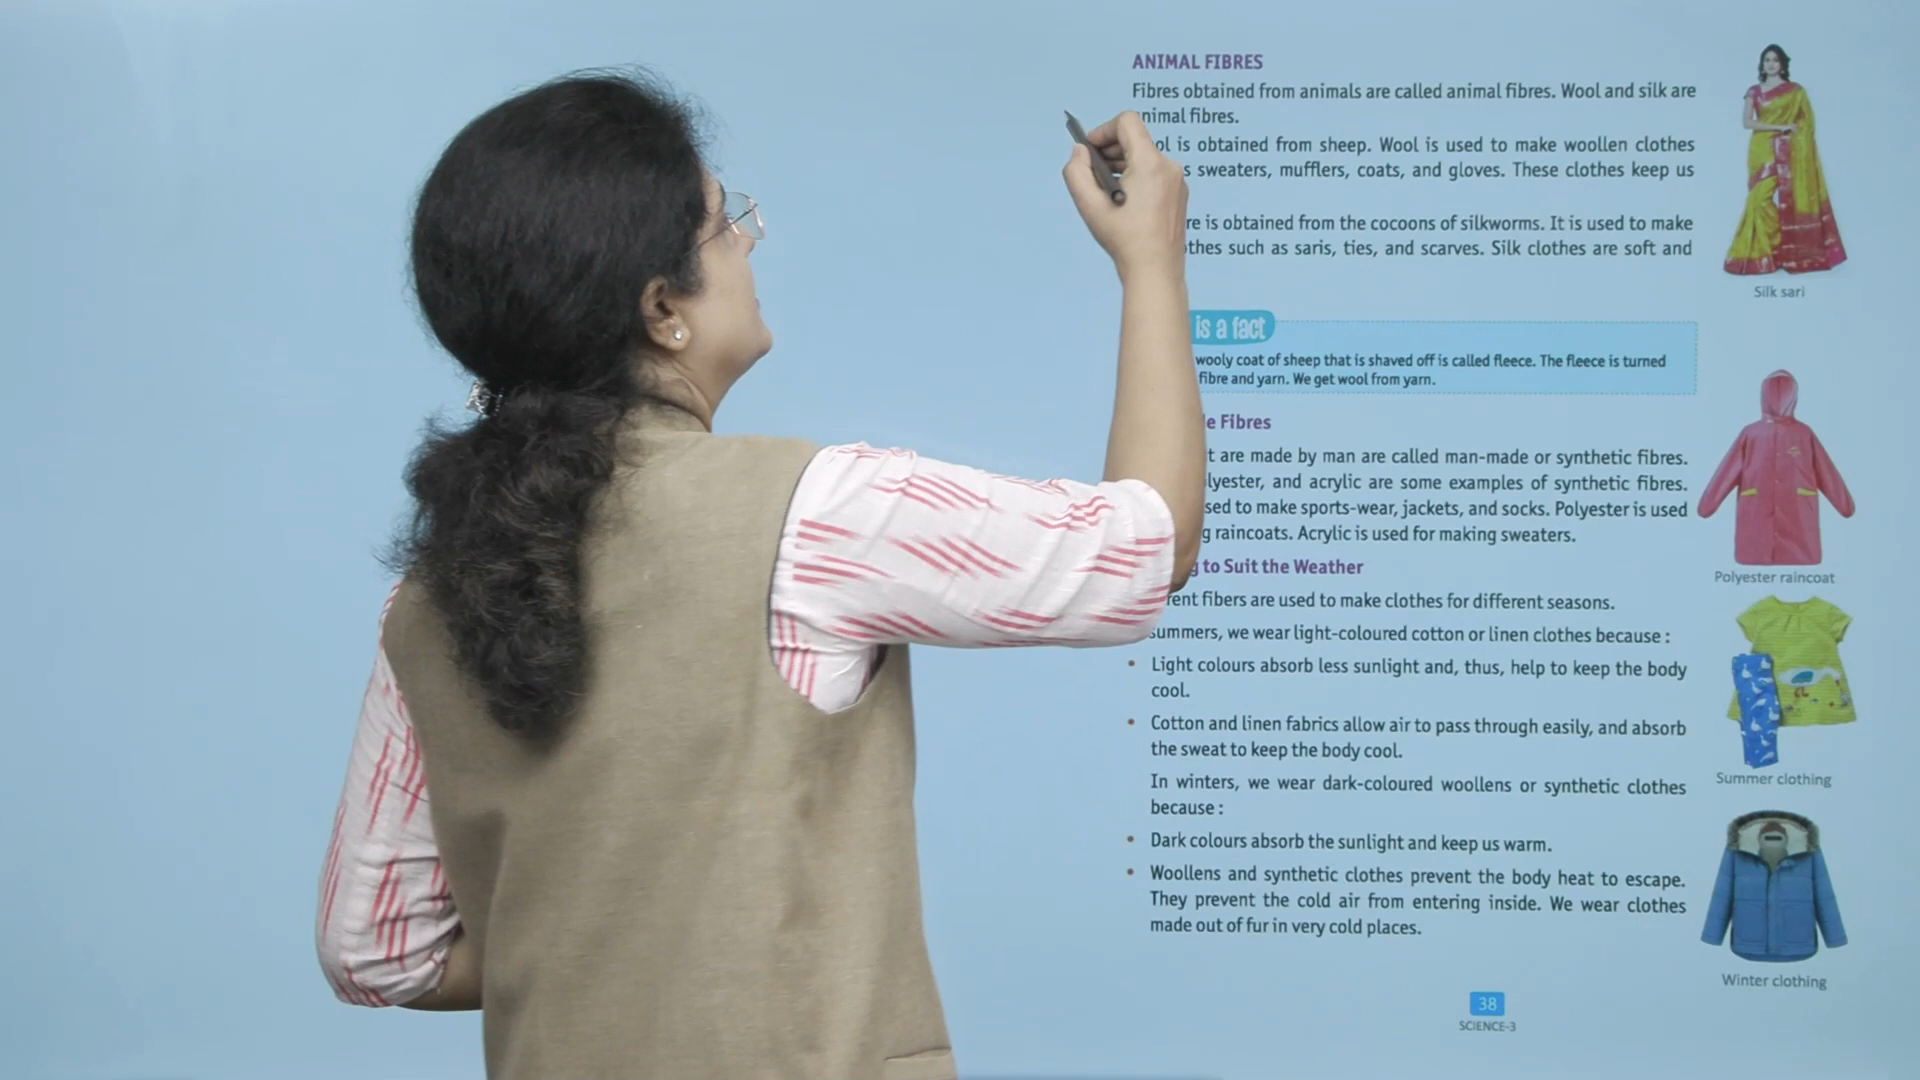 ANIMAL FIBRES
Fibres obtained from animals are called animal fibres. Wool and silk are
fibres.
is obtained from sheep. Wool is used to make woollen clothes
sweaters, mufflers, coats, and gloves. These clothes keep us
is obtained from the cocoons of silkworms. It is used to make
such as saris, ties, and scarves. Silk clothes are soft and
Silk sari
is a fact
wooly coat of sheep that is shaved off is called fleece. The fleece is turned
fibre and yarn. We get wool from yarn.
Fibres
are made by man are called man-made or synthetic fibres.
and acrylic are some examples of synthetic fibres.
to make sports-wear, jackets, and socks. Polyester is used
raincoats. Acrylic is used for making sweaters.
Polyester raincoat
to Suit the Weather
fibers are used to make clothes for different seasons.
summers, we wear light-coloured cotton or linen clothes because :
• Light colours absorb less sunlight and, thus, help to keep the body
cool.
• Cotton and linen fabrics allow air to pass through easily, and absorb
the sweat to keep the body cool.
Summer clothing
In winters, we wear dark-coloured woollens or synthetic clothes
because :
• Dark colours absorb the sunlight and keep us warm.
• Woollens and synthetic clothes prevent the body heat to escape.
They prevent the cold air from entering inside. We wear clothes
made out of fur in very cold places.
Winter clothing
38
SCIENCE-3